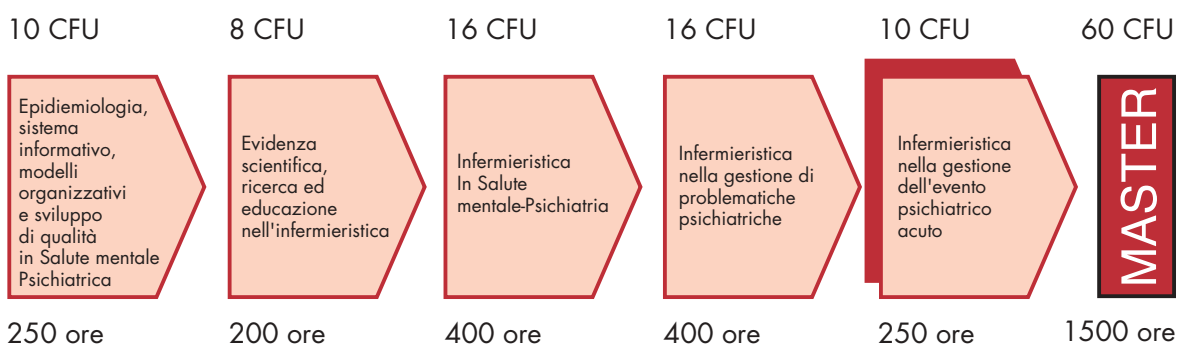 10 CFU
8 CFU
16 CFU
16 CFU
10 CFU
60 CFU
Epidemiologia,
sistema
informativo,
modelli
organizzativi
e sviluppo
di qualità
in Salute mentale
Psichiatrica
Evidenza
scientifica,
ricerca ed
educazione
nell'infermieristica
Infermieristica
In Salute
mentale-Psichiatria
Infermieristica
nella gestione di
problematiche
psichiatriche
Infermieristica
nella gestione
dell'evento
psichiatrico
acuto
MASTER
250 ore
200 ore
400 ore
400 ore
250 ore
1500 ore